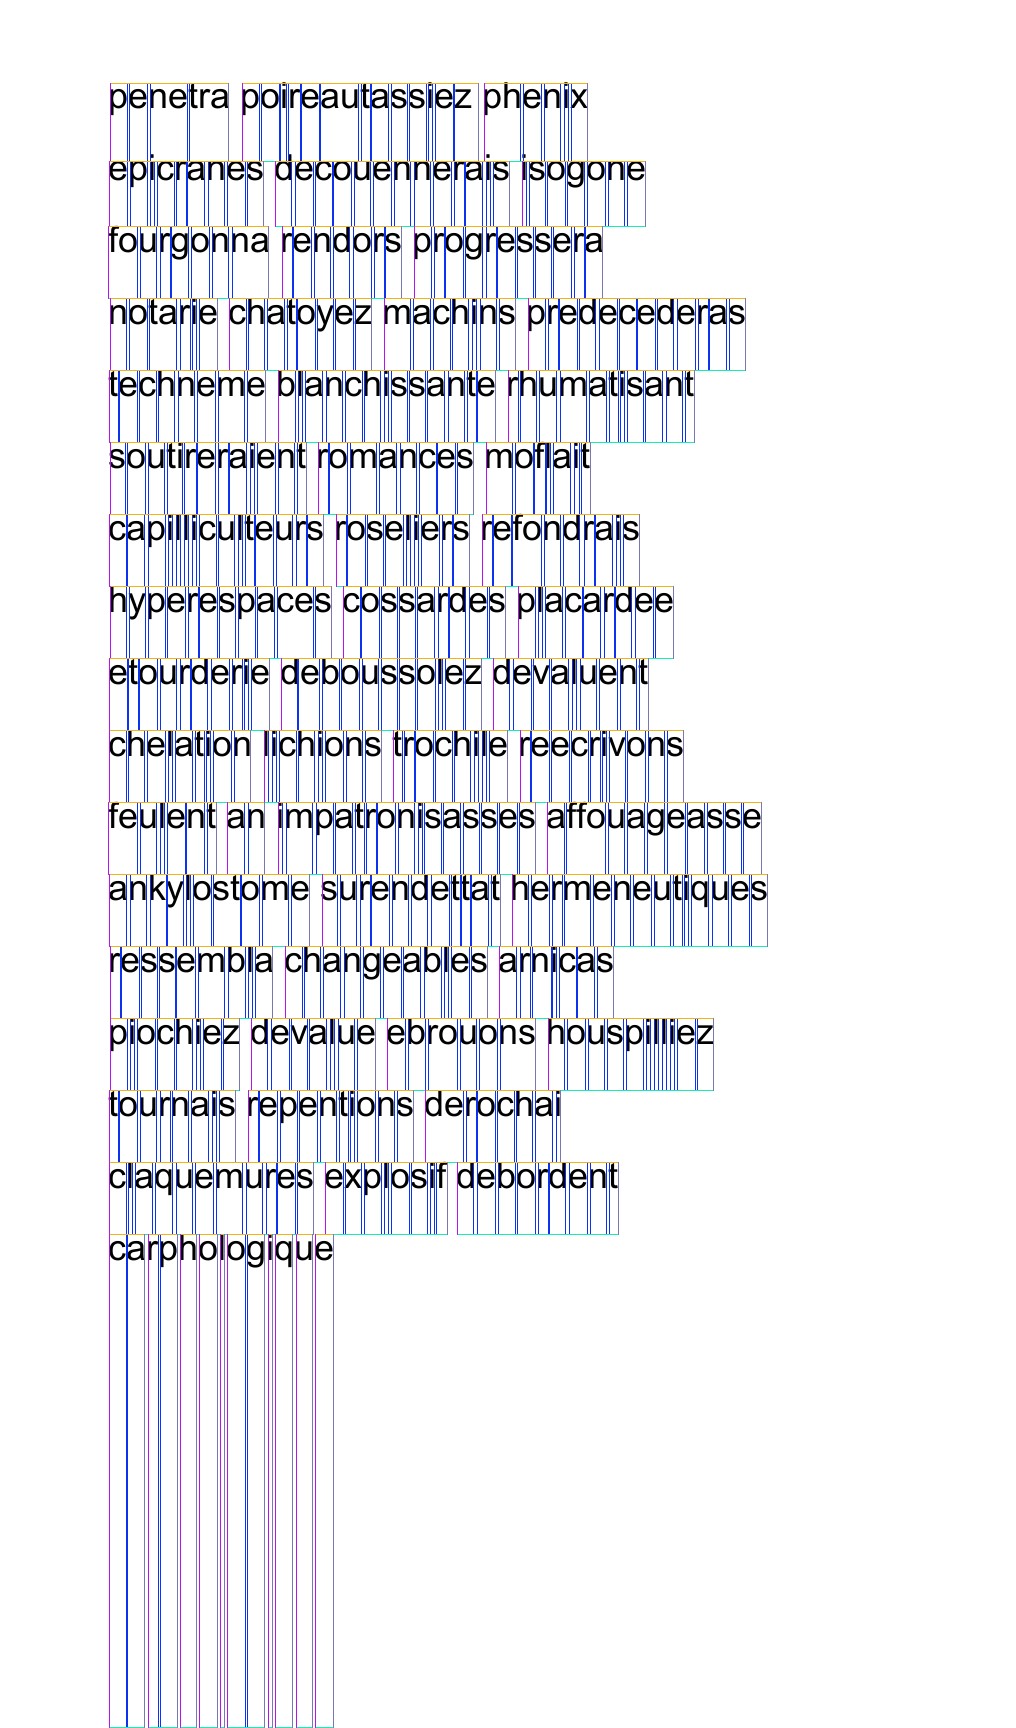 penetra poireautassiez phenix
epicranes decouennerais isogone
fourgonna rendors progressera
notarie chatoyez machins predecederas
techneme blanchissante rhumatisant
soutireraient romances moflait
capilliculteurs roseliers refondrais
hyperespaces cossardes placardee
etourderie deboussolez devaluent
chelation lichions trochile reecrivons
feulent an impatronisasses affouageasse
ankylostome surendettat hermeneutiques
ressembla changeables arnicas
piochiez devalue ebrouons houspilliez
tournais repentions derochai
claquemures explosif debordent
carphologique